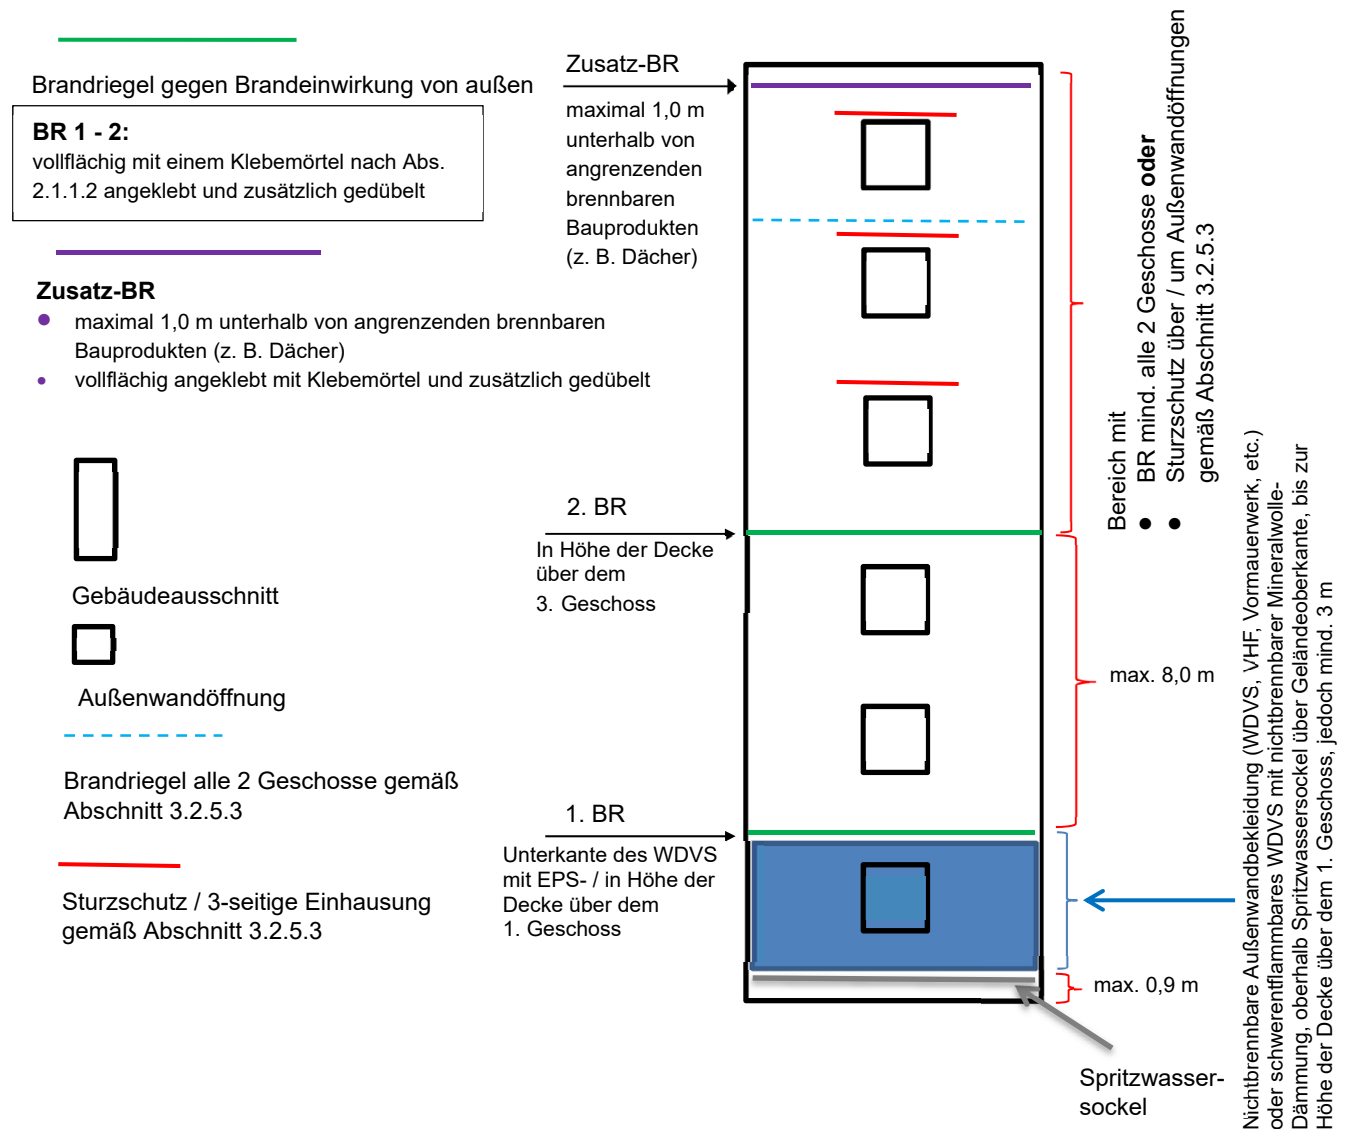 Brandriegel gegen Brandeinwirkung von außen
BR 1 - 2:
vollflächig mit einem Klebemörtel nach Abs.
2.1.1.2 angeklebt und zusätzlich gedübelt
Zusatz-BR
● maximal 1,0 m unterhalb von angrenzenden brennbaren
Bauprodukten (z. B. Dächer)
● vollflächig angeklebt mit Klebemörtel und zusätzlich gedübelt
Gebäudeausschnitt
Außenwandöffnung
Brandriegel alle 2 Geschosse gemäß
Abschnitt 3.2.5.3
Sturzschutz / 3-seitige Einhausung
gemäß Abschnitt 3.2.5.3
Zusatz-BR
maximal 1,0 m
unterhalb von
angrenzenden
brennbaren
Bauprodukten
(z. B. Dächer)
2. BR
In Höhe der Decke
über dem
3. Geschoss
1. BR
Unterkante des WDVS
mit EPS- / in Höhe der
Decke über dem
1. Geschoss
Bereich mit
● BR mind. alle 2 Geschosse oder
● Sturzschutz über / um Außenwandöffnungen
gemäß Abschnitt 3.2.5.3
max. 8,0 m
max. 0,9 m
Spritzwasser-
sockel
Nichtbrennbare Außenwandbekleidung (WDVS, VHF, Vormauerwerk, etc.)
oder schwerentflammbares WDVS mit nichtbrennbarer Mineralwolle-
Dämmung, oberhalb Spritzwassersockel über Geländeoberkante, bis zur
Höhe der Decke über dem 1. Geschoss, jedoch mind. 3 m